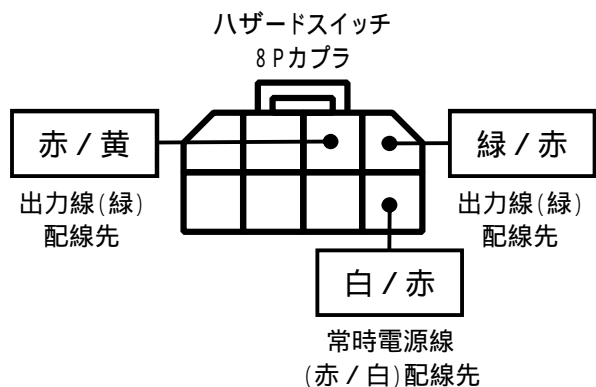 ハザードスイッチ
8Pカプラ
赤/黄
緑/赤
出力線(緑)
配線先
出力線(緑)
配線先
白/赤
常時電源線
(赤/白)配線先